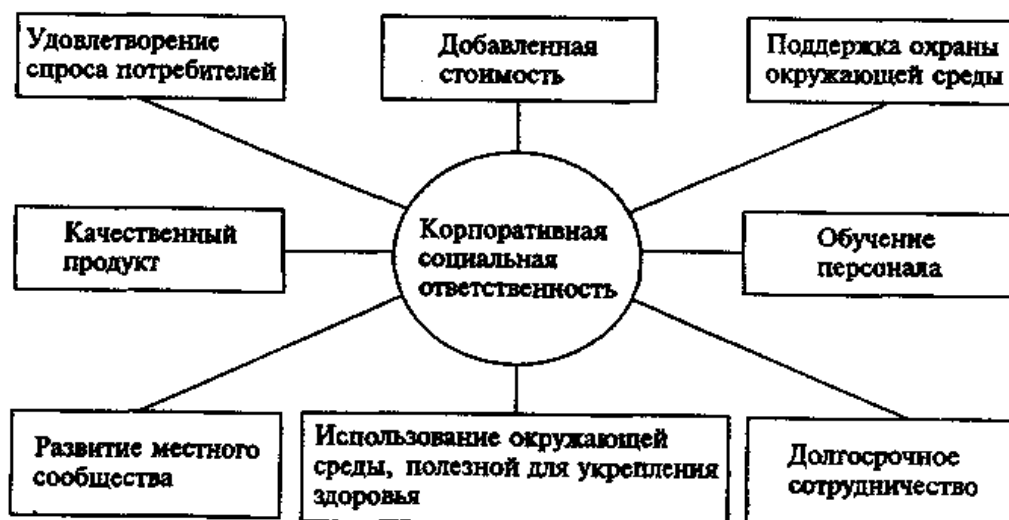 Удовлетворение
спроса потребителей
Добавленная
стоимость
Поддержка охраны
окружающей среды
Качественный
продукт
Корпоративная
социальная
ответственность
Обучение
персонала
Развитие местного
сообщества
Использование окружающей
среды, полезной для укрепления
здоровья
Долгосрочное
сотрудничество